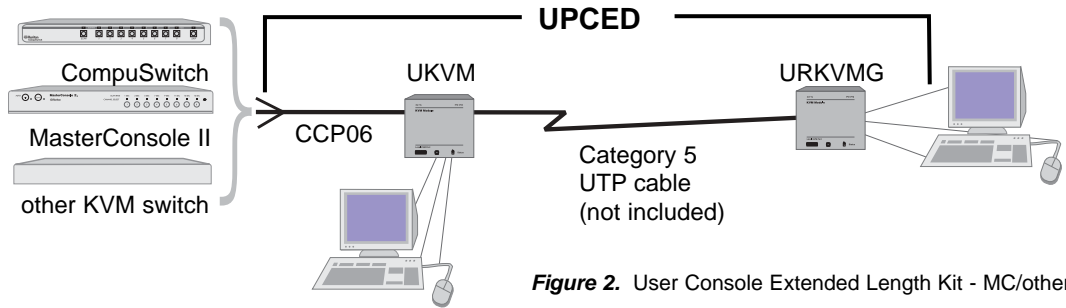 UPCED
CompuSwitch
UKVM
URKVMG
MasterConsole II
CCP06
Category 5
UTP cable
(not included)
other KVM switch
Figure 2. User Console Extended Length Kit - MC/other